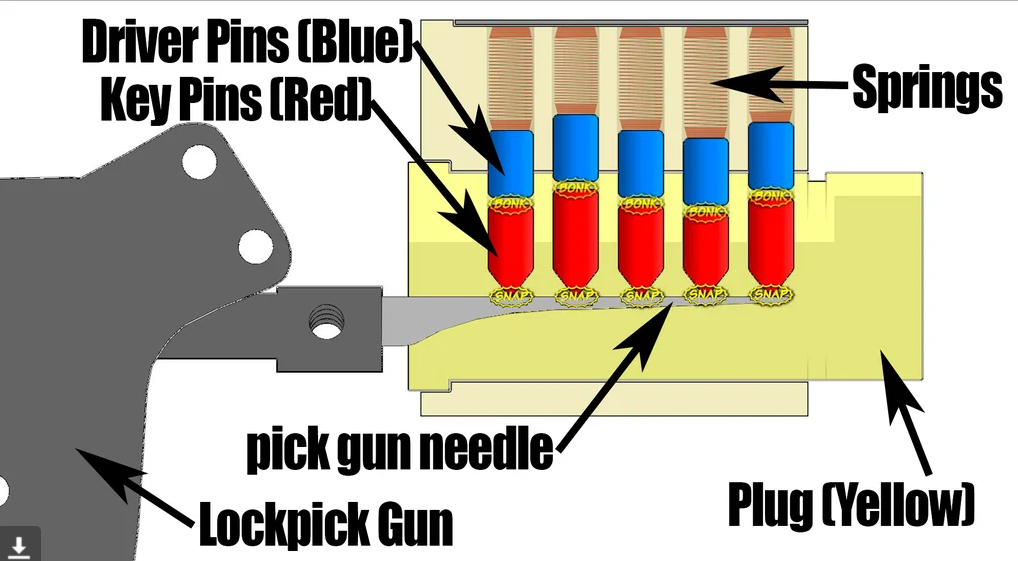 Driver Pins (Blue)
Key Pins (Red)
Springs
BONK
BONK
BONK
BONK
BONK
SNAP
SNAP
SNAP
SNAP
SNAP
pick gun needle
Plug (Yellow)
Lockpick Gun